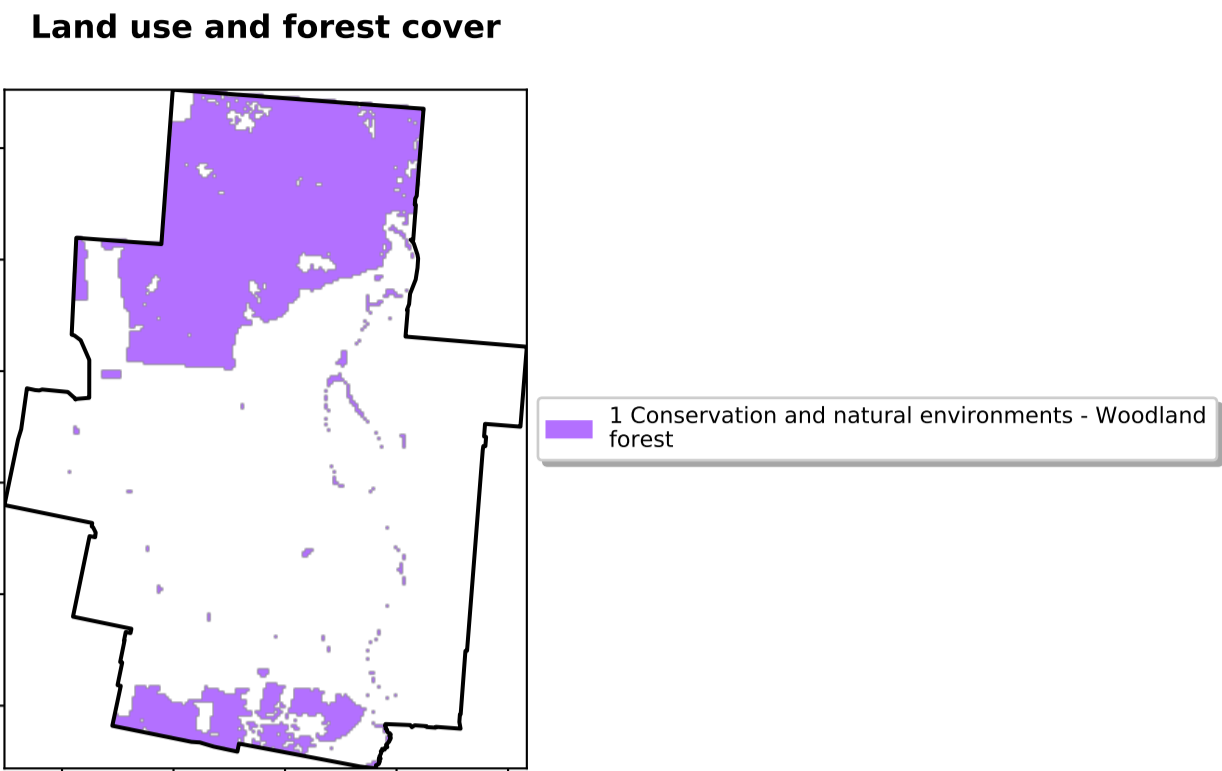 Land use and forest cover
1 Conservation and natural environments - Woodland
forest